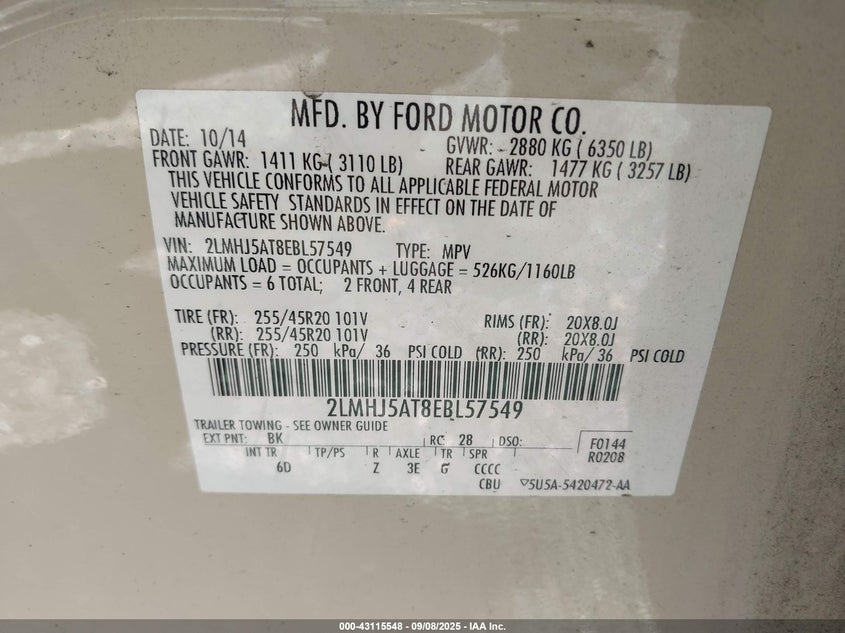 MFD. BY FORD MOTOR CO.
DATE: 10/14 GVWR: 2880 KG ( 6350 LB)
FRONT GAWR: 1411 KG ( 3110 LB) REAR GAWR: 1477 KG ( 3257 LB)
THIS VEHICLE CONFORMS TO ALL APPLICABLE FEDERAL MOTOR
VEHICLE SAFETY STANDARDS IN EFFECT ON THE DATE OF
MANUFACTURE SHOWN ABOVE.
VIN: 2LMHJ5AT8EBL57549 TYPE: MPV
MAXIMUM LOAD = OCCUPANTS + LUGGAGE = 526KG/1160LB
OCCUPANTS = 6 TOTAL; 2 FRONT, 4 REAR
TIRE (FR): 255/45R20 101V RIMS (FR): 20X8.0J
(RR): 255/45R20 101V (RR): 20X8.0J
PRESSURE (FR): 250 kPa/ 36 PSI COLD (RR): 250 kPa/ 36 PSI COLD
2LMHJ5AT8EBL57549
TRAILER TOWING - SEE OWNER GUIDE
EXT PNT: BK RC: 28 DSO: F0144
INT TR TP/PS R AXLE TR SPR R0208
6D Z 3E G CCCC
CBU ▽5U5A-5420472-AA
000-43115548 - 09/08/2025 - IAA Inc.